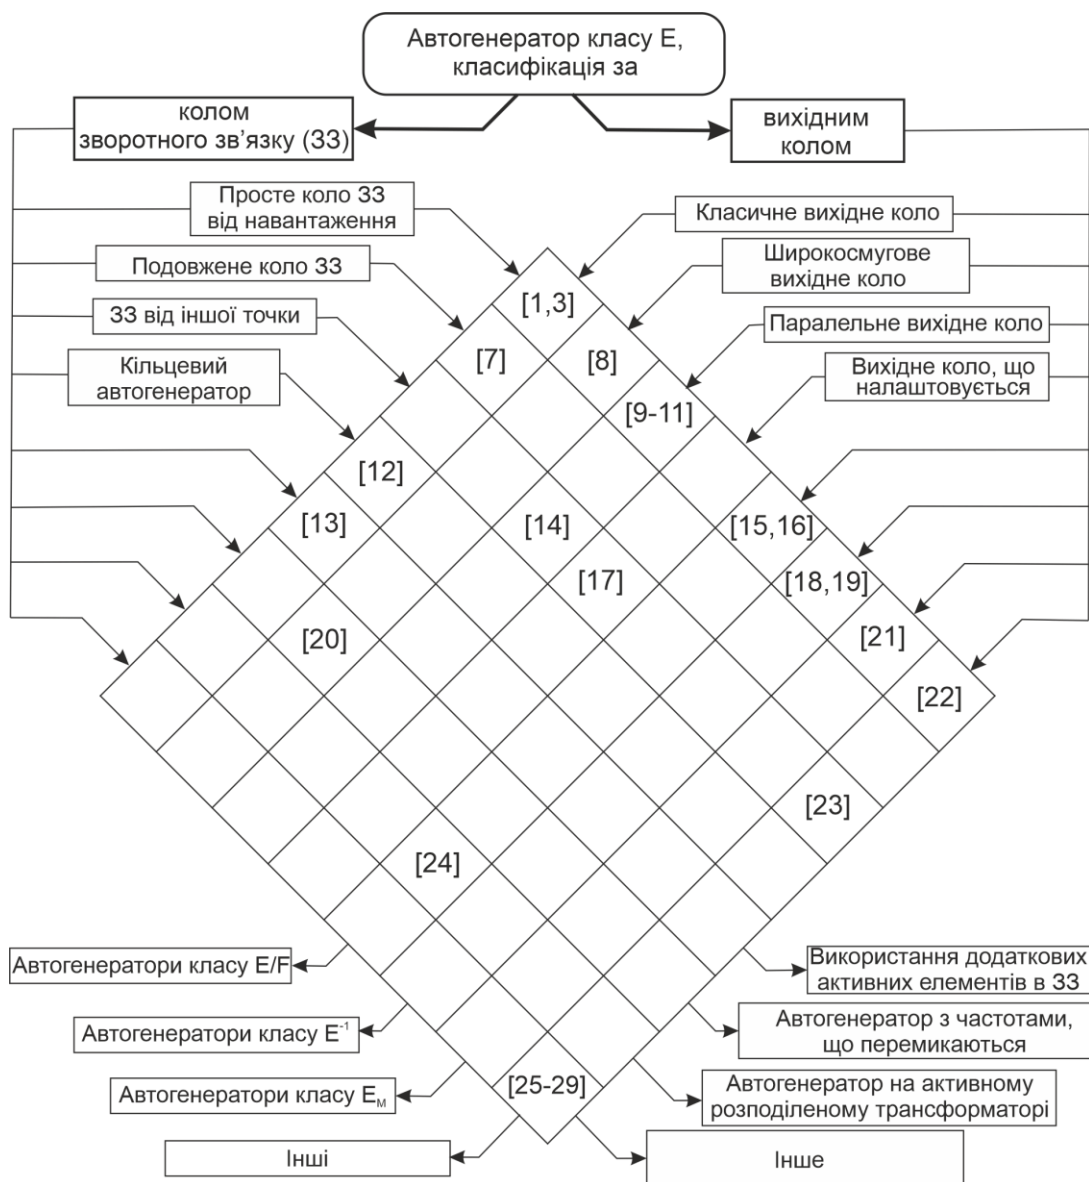 Автогенератор класу Е,
класифікація за
колом
зворотного зв’язку (ЗЗ)
вихідним
колом
Просте коло ЗЗ
від навантаження
Класичне вихідне коло
Подовжене коло ЗЗ
Широкосмугове
вихідне коло
ЗЗ від іншої точки
Паралельне вихідне коло
Кільцевий
автогенератор
Вихідне коло, що
налаштовується
[1,3]
[7]
[8]
[9-11]
[12]
[13]
[14]
[15,16]
[17]
[18,19]
[20]
[21]
[22]
[23]
[24]
[25-29]
Автогенератори класу E/F
Використання додаткових
активних елементів в ЗЗ
Автогенератори класу E⁻¹
Автогенератор з частотами,
що перемикаються
Автогенератори класу Eм
Автогенератор на активному
розподіленому трансформаторі
Інші
Інше